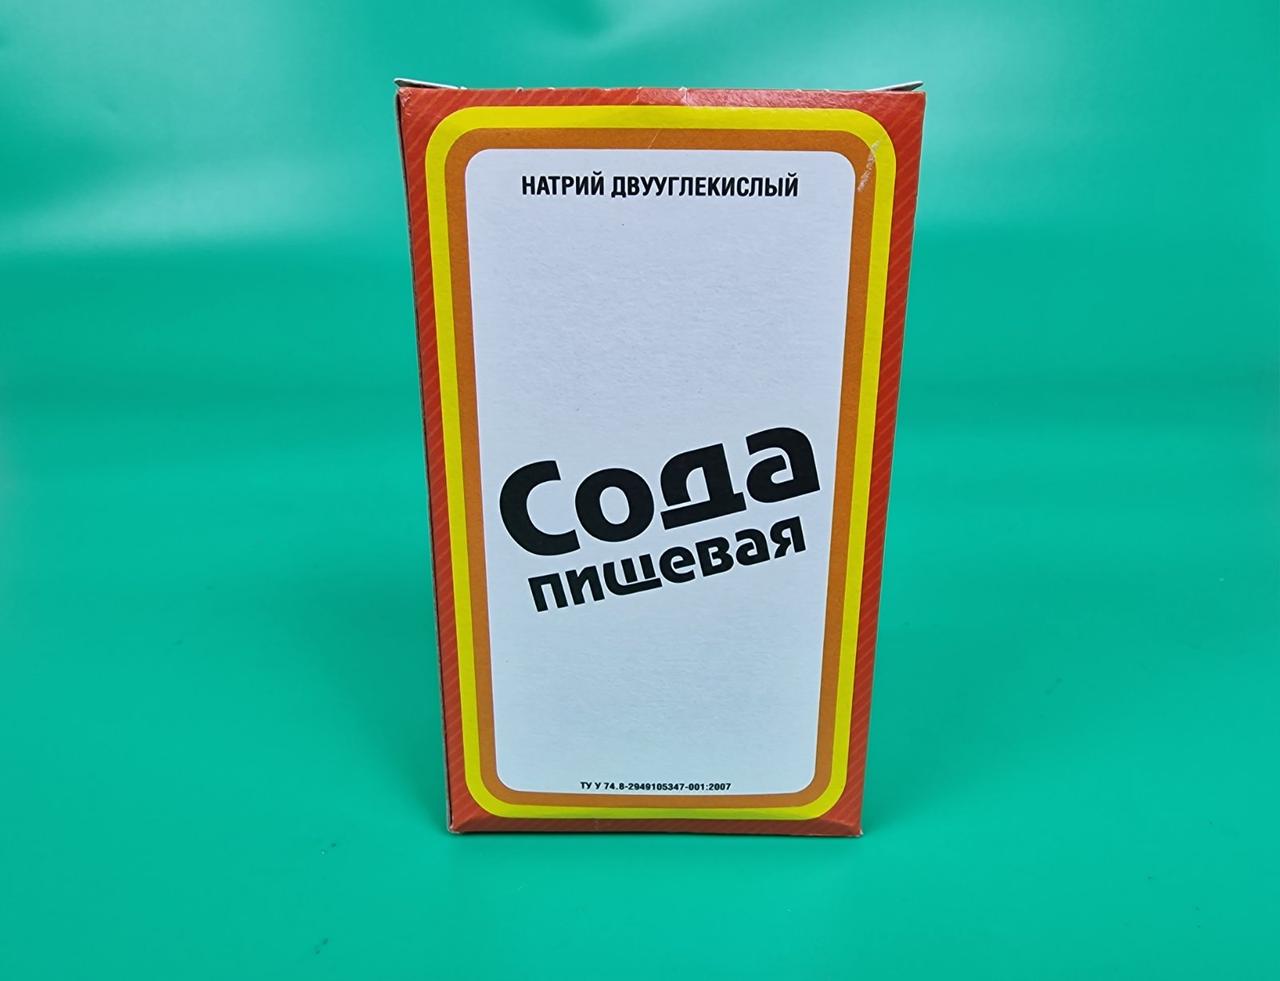 НАТРИЙ ДВУУГЛЕКИСЛЫЙ
Сода
пищевая
ТУ У 74.8-2949105347-001:2007